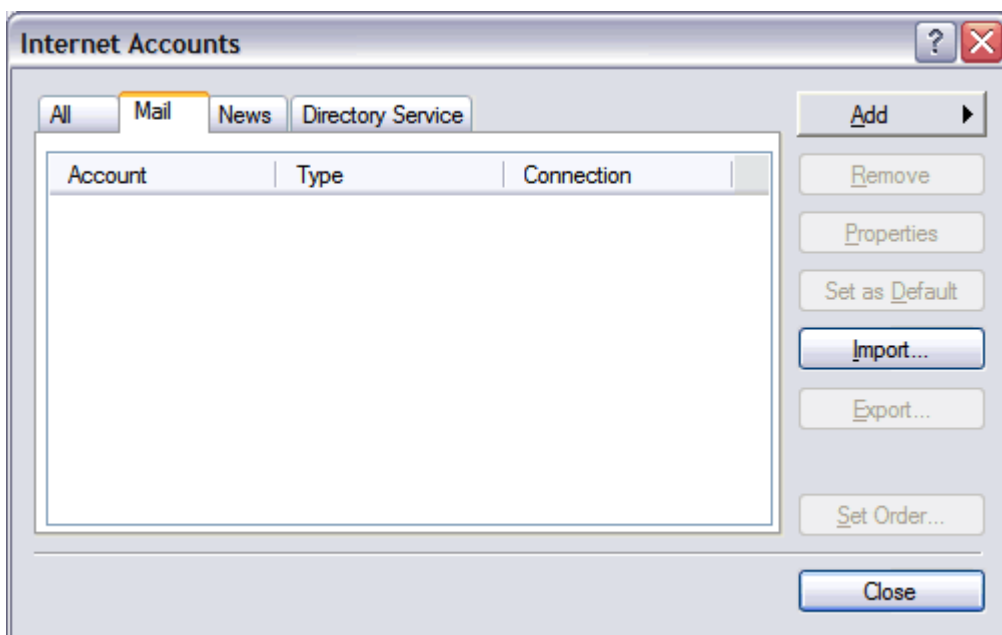 Internet Accounts
?
All Mail News Directory Service
Account Type Connection
Add
Remove
Properties
Set as Default
Import...
Export...
Set Order...
Close